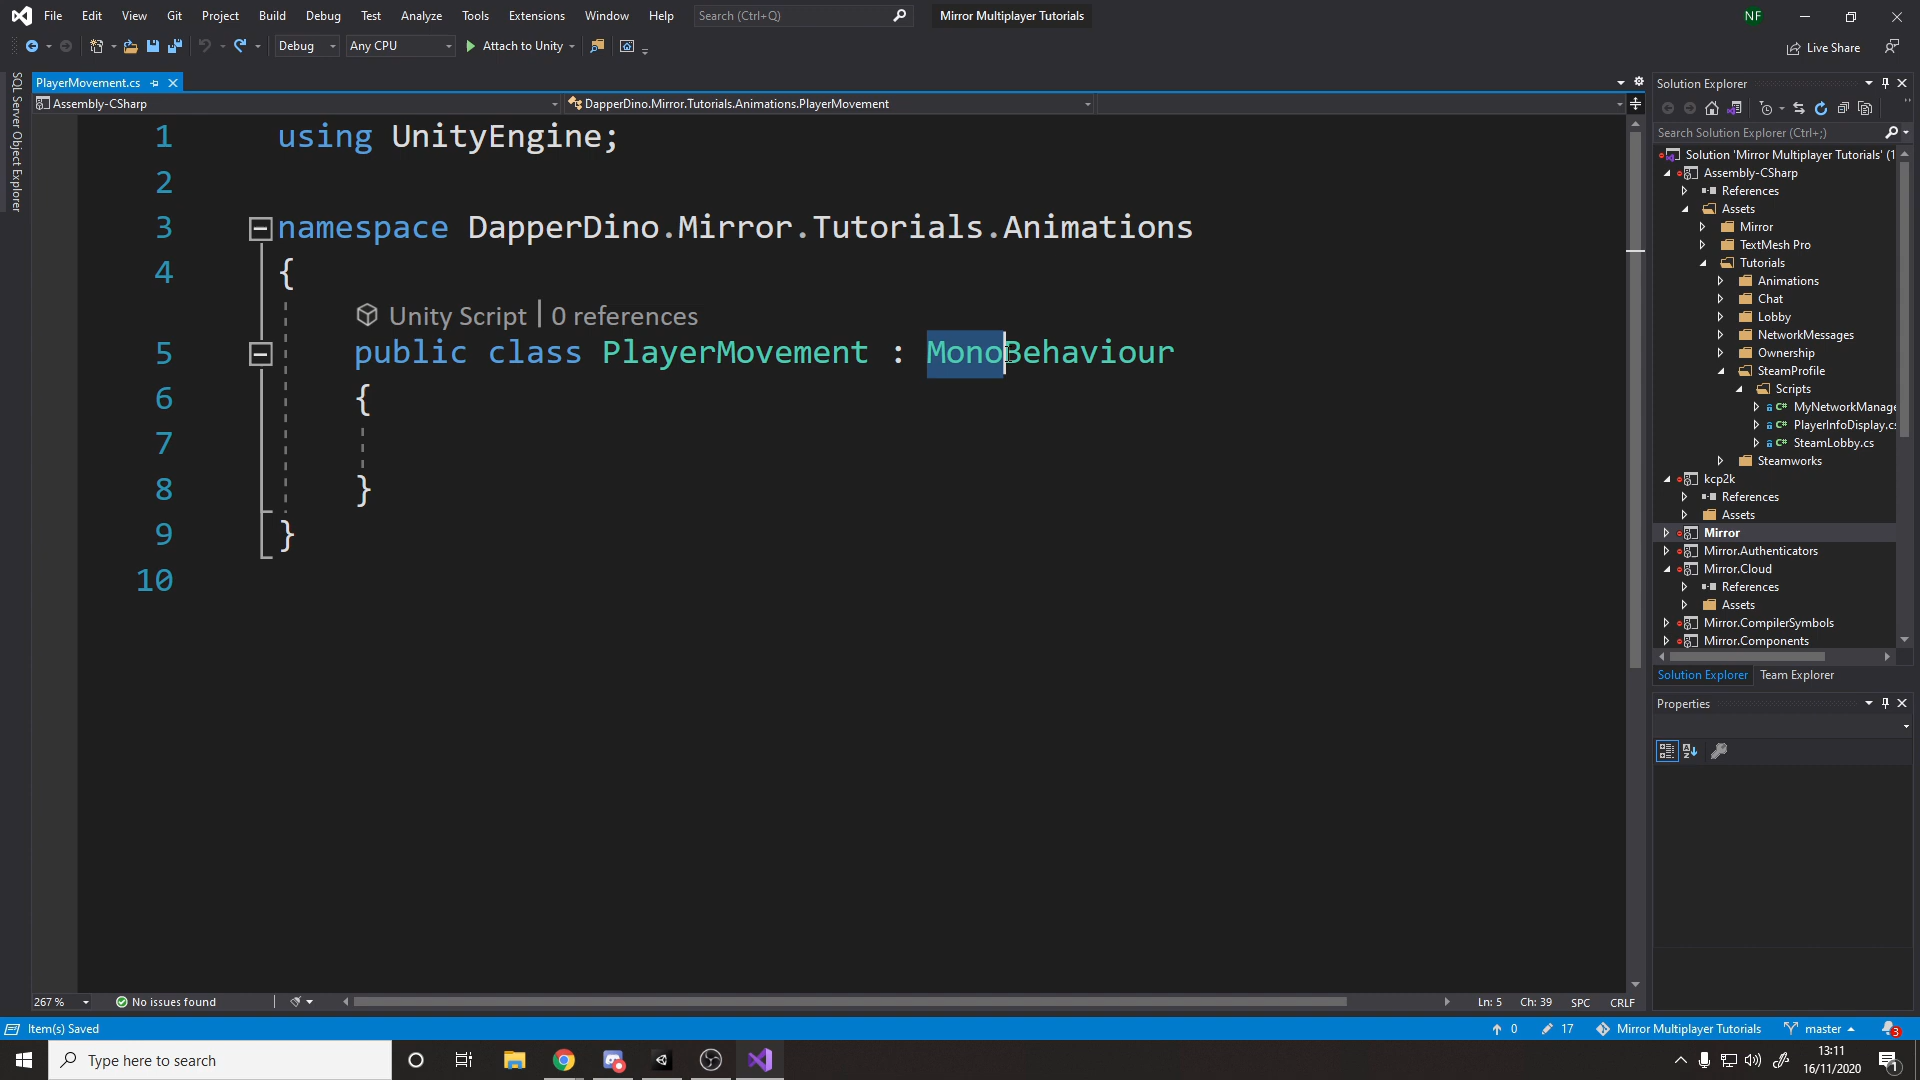 File Edit View Git Project Build Debug Test Analyze Tools Extensions Window Help Search (Ctrl+Q) Mirror Multiplayer Tutorials NF
Debug Any CPU Attach to Unity Live Share
SQL Server Object Explorer
PlayerMovement.cs
Assembly-CSharp DapperDino.Mirror.Tutorials.Animations.PlayerMovement
1 using UnityEngine;
2
3 namespace DapperDino.Mirror.Tutorials.Animations
4 {
Unity Script | 0 references
5 public class PlayerMovement : MonoBehaviour
6 {
7
8 }
9 }
10
Solution Explorer
Search Solution Explorer (Ctrl+;)
Solution 'Mirror Multiplayer Tutorials' (1
Assembly-CSharp
References
Assets
Mirror
TextMesh Pro
Tutorials
Animations
Chat
Lobby
NetworkMessages
Ownership
SteamProfile
Scripts
MyNetworkManage
PlayerInfoDisplay.cs
SteamLobby.cs
Steamworks
kcp2k
References
Assets
Mirror
Mirror.Authenticators
Mirror.Cloud
References
Assets
Mirror.CompilerSymbols
Mirror.Components
Solution Explorer Team Explorer
Properties
267 % No issues found Ln: 5 Ch: 39 SPC CRLF
Item(s) Saved 0 17 Mirror Multiplayer Tutorials master 3
Type here to search 13:11
16/11/2020 1